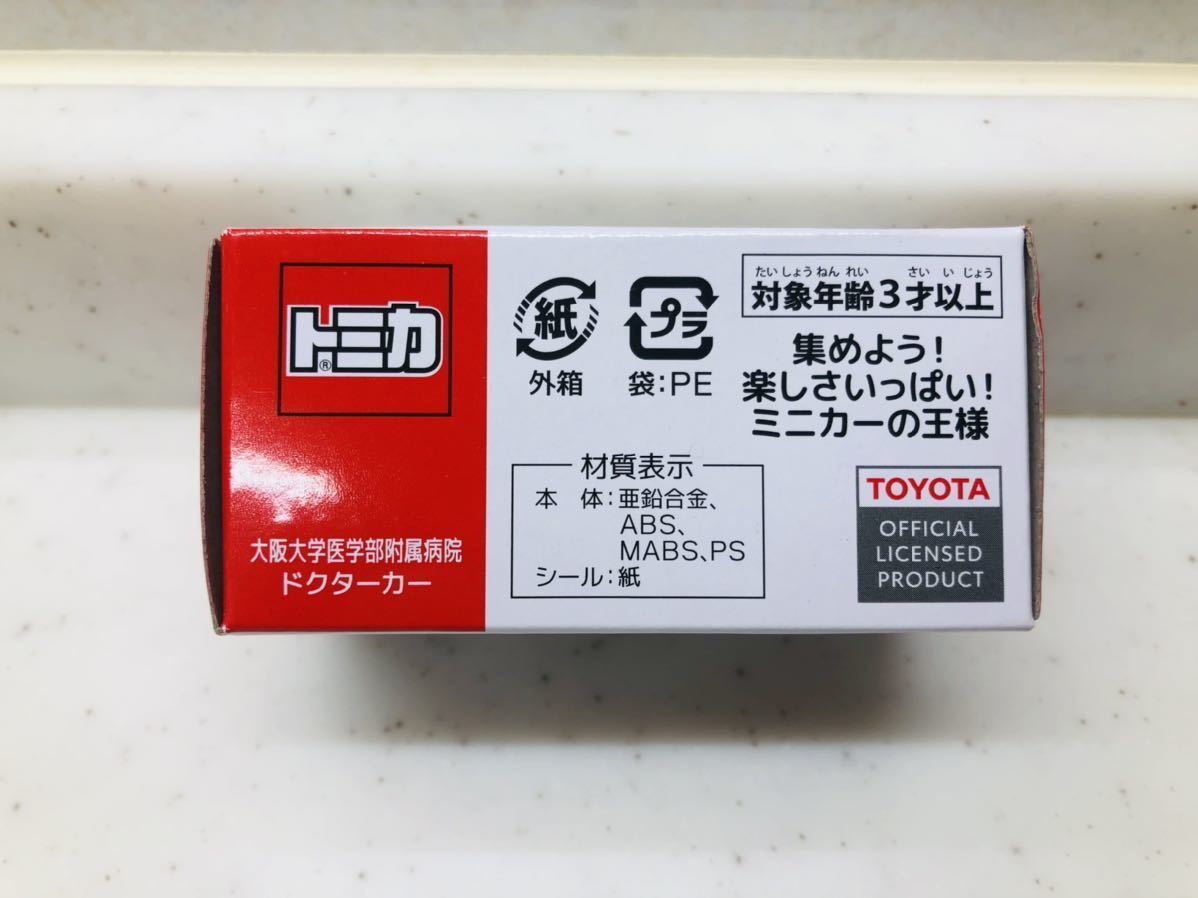 トミカ®
大阪大学医学部附属病院
ドクターカー
紙
外箱
プラ
袋:PE
たいしょうねんれい さいいじょう
対象年齢3才以上
集めよう!
楽しさいっぱい!
ミニカーの王様
材質表示
本 体:亜鉛合金、
ABS、
MABS、PS
シール:紙
TOYOTA
OFFICIAL
LICENSED
PRODUCT